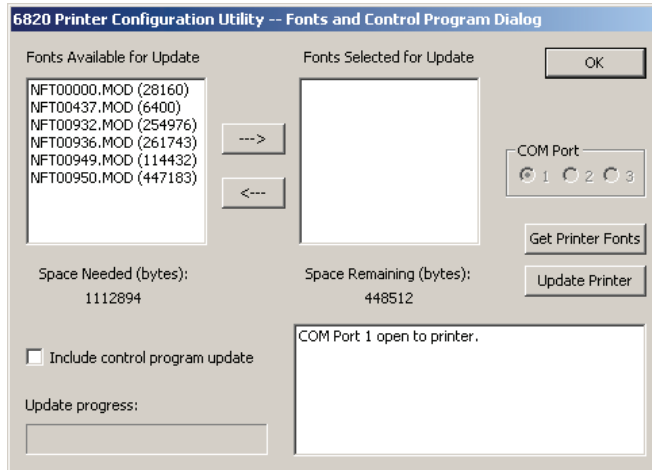 6820 Printer Configuration Utility -- Fonts and Control Program Dialog
Fonts Available for Update
Fonts Selected for Update
OK
NFT00000.MOD (28160)
NFT00437.MOD (6400)
NFT00932.MOD (254976)
NFT00936.MOD (261743)
NFT00949.MOD (114432)
NFT00950.MOD (447183)
--->
<---
COM Port
1 2 3
Get Printer Fonts
Update Printer
Space Needed (bytes):
1112894
Space Remaining (bytes):
448512
Include control program update
COM Port 1 open to printer.
Update progress: